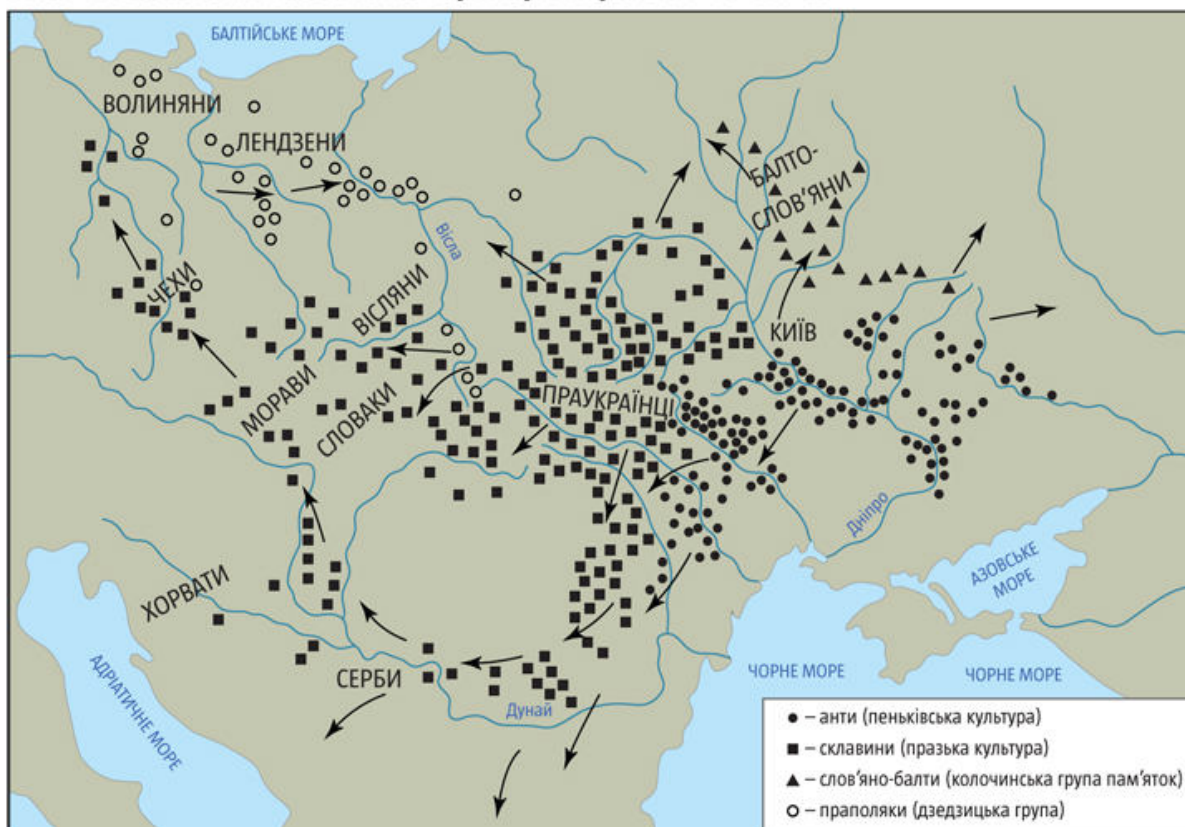 БАЛТІЙСЬКЕ МОРЕ
ВОЛИНЯНИ
ЛЕНДЗЕНИ
БАЛТО-
СЛОВ'ЯНИ
Вісла
ЧЕХИ
ВІСЛЯНИ
КИЇВ
МОРАВИ
СЛОВАКИ
ПРАУКРАЇНЦІ
Дніпро
АЗОВСЬКЕ
МОРЕ
ХОРВАТИ
СЕРБИ
АДРІАТИЧНЕ МОРЕ
Дунай
ЧОРНЕ МОРЕ
ЧОРНЕ МОРЕ
– анти (пеньківська культура)
– склавини (празька культура)
– слов'яно-балти (колочинська група пам'яток)
– праполяки (дзедзицька група)